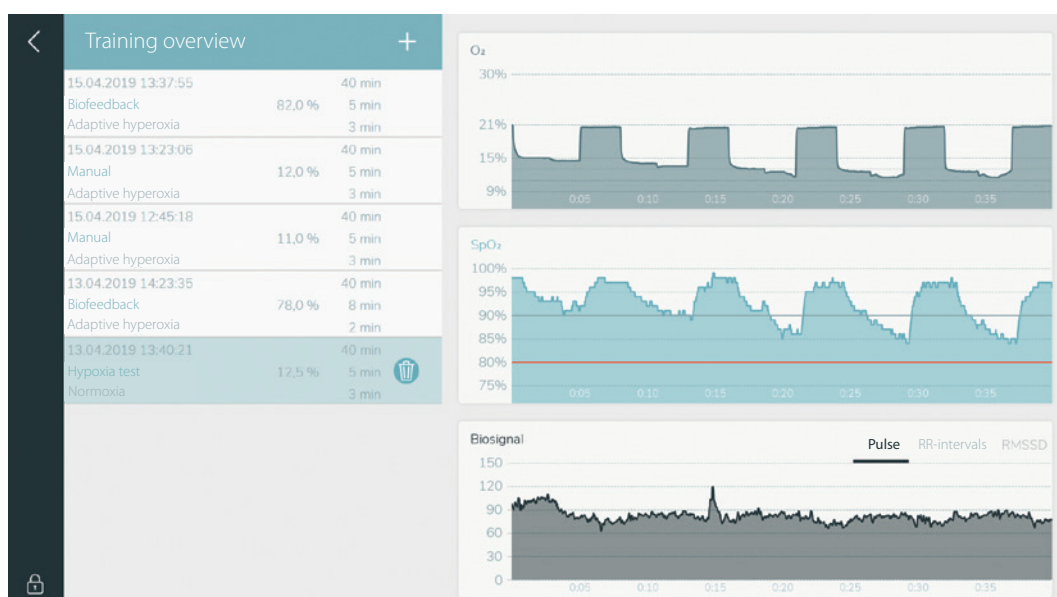 Training overview +
15.04.2019 13:37:55 40 min
Biofeedback 82,0 % 5 min
Adaptive hyperoxia 3 min
15.04.2019 13:23:06 40 min
Manual 12,0 % 5 min
Adaptive hyperoxia 3 min
15.04.2019 12:45:18 40 min
Manual 11,0 % 5 min
Adaptive hyperoxia 3 min
13.04.2019 14:23:35 40 min
Biofeedback 78,0 % 8 min
Adaptive hyperoxia 2 min
13.04.2019 13:40:21 40 min
Hypoxia test 12,5 % 5 min
Normoxia 3 min
O₂
30%
21%
15%
9%
0:05 0:10 0:15 0:20 0:25 0:30 0:35
SpO₂
100%
95%
90%
85%
80%
75%
0:05 0:10 0:15 0:20 0:25 0:30 0:35
Biosignal
Pulse RR-intervals RMSSD
150
120
90
60
30
0
0:05 0:10 0:15 0:20 0:25 0:30 0:35